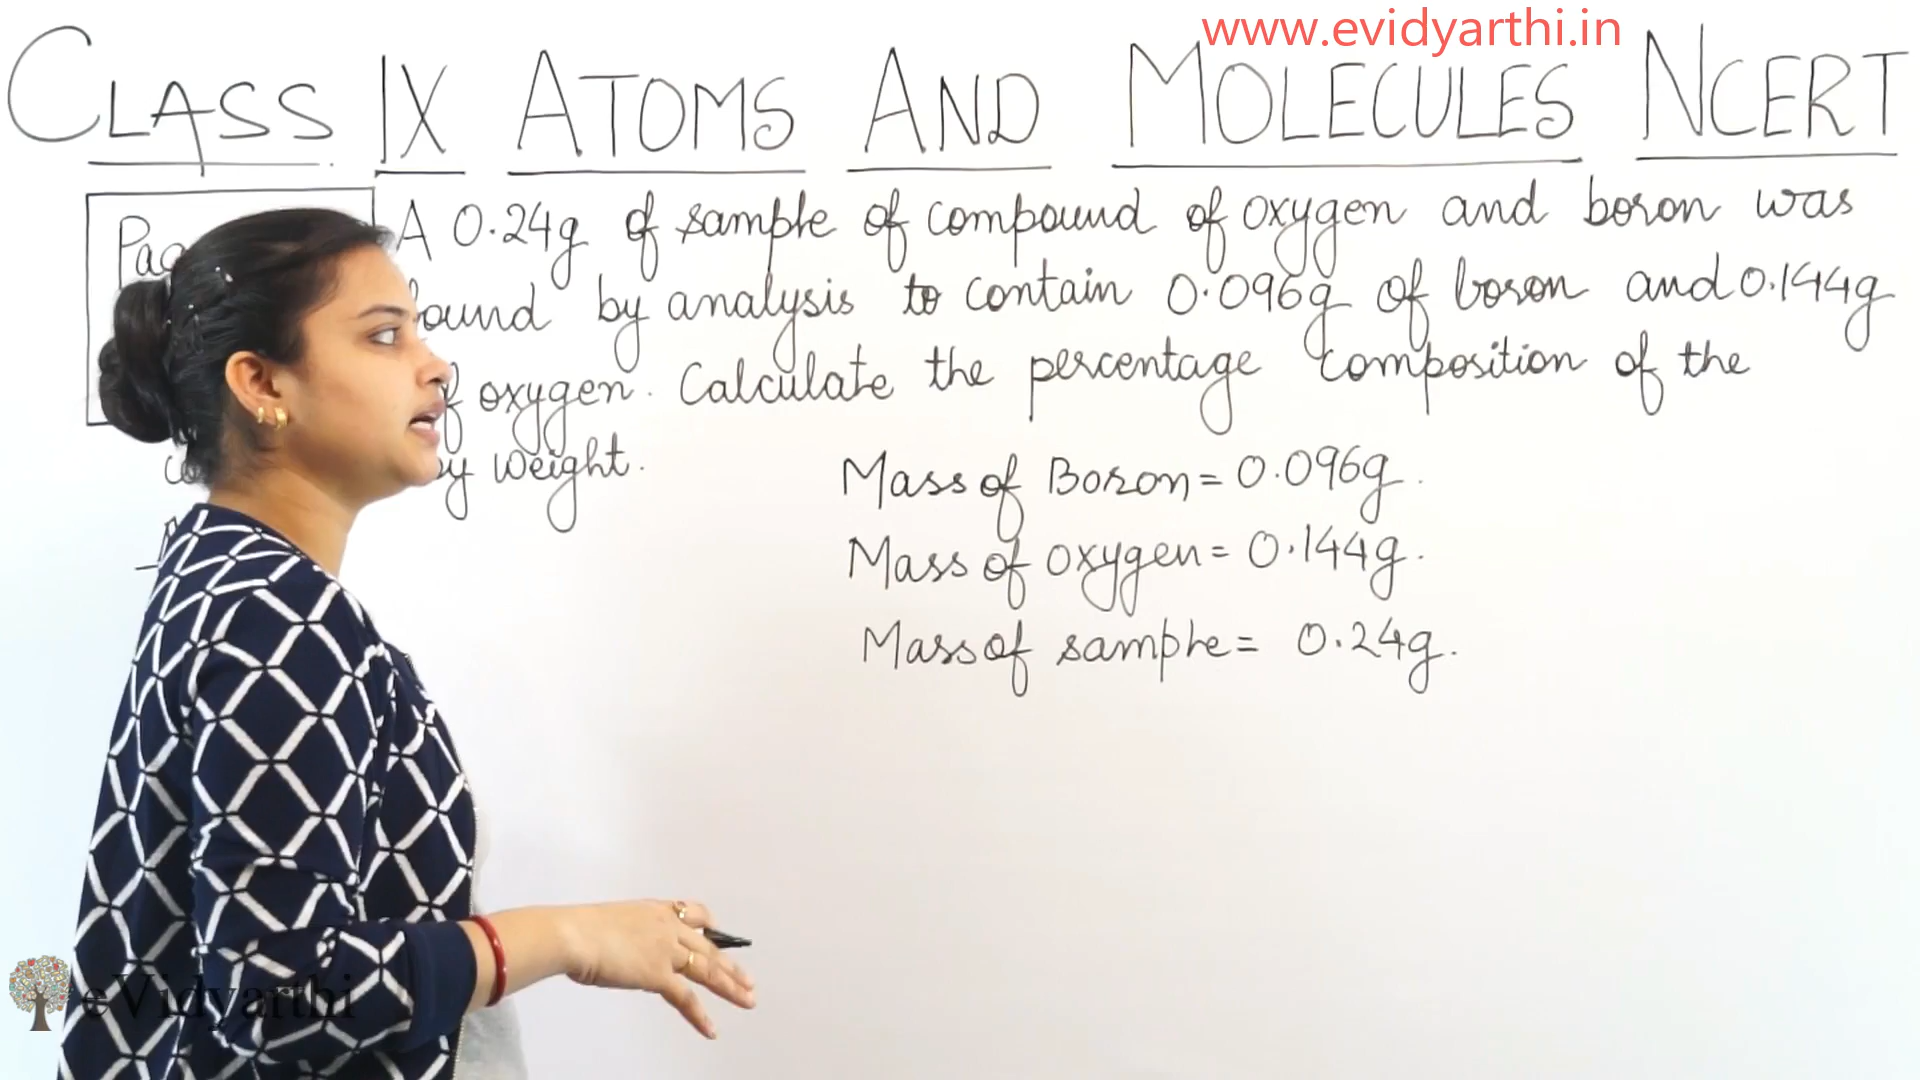 www.evidyarthi.in
CLASS IX ATOMS AND MOLECULES NCERT
A 0.24g of sample of compound of oxygen and boron was
by analysis to contain 0.096g of boron and 0.144g
oxygen. Calculate the percentage composition of the
by weight.
Mass of Boron = 0.096g.
Mass of oxygen = 0.144g.
Mass of sample = 0.24g.
eVidyarthi